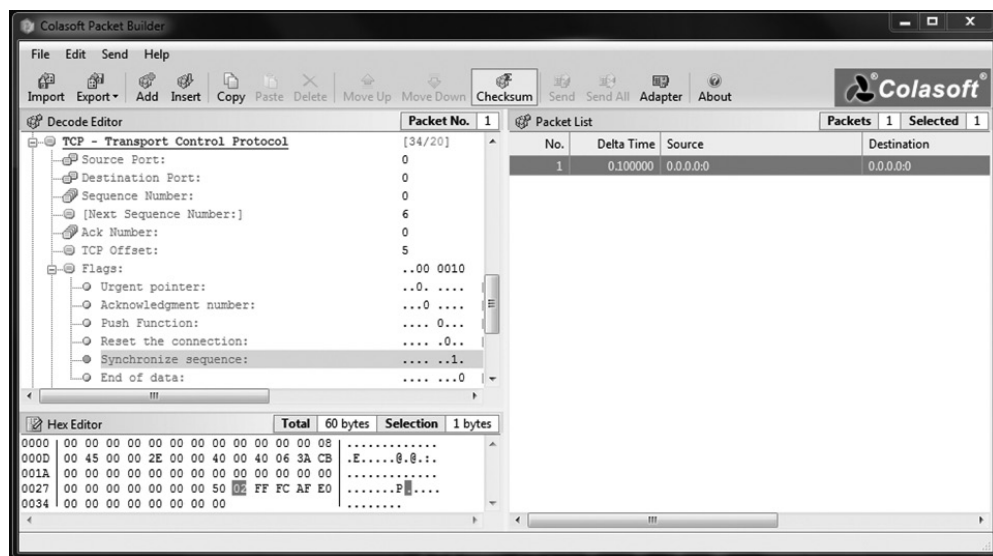 Colasoft Packet Builder
File Edit Send Help
Import Export Add Insert Copy Paste Delete Move Up Move Down Checksum Send Send All Adapter About
Colasoft®
Decode Editor Packet No. 1
TCP - Transport Control Protocol [34/20]
Source Port: 0
Destination Port: 0
Sequence Number: 0
[Next Sequence Number:] 6
Ack Number: 0
TCP Offset: 5
Flags: ..00 0010
Urgent pointer: ..0. ....
Acknowledgment number: ...0 ....
Push Function: .... 0...
Reset the connection: .... .0..
Synchronize sequence: .... ..1.
End of data: .... ...0
Hex Editor Total 60 bytes Selection 1 bytes
0000 00 00 00 00 00 00 00 00 00 00 00 00 08 .............
000D 00 45 00 00 2E 00 00 40 00 40 06 3A CB .E.....@.@.:.
001A 00 00 00 00 00 00 00 00 00 00 00 00 00 .............
0027 00 00 00 00 00 00 00 50 02 FF FC AF E0 .......P.....
0034 00 00 00 00 00 00 00 00 ........
Packet List Packets 1 Selected 1
No. Delta Time Source Destination
1 0.100000 0.0.0.0:0 0.0.0.0:0